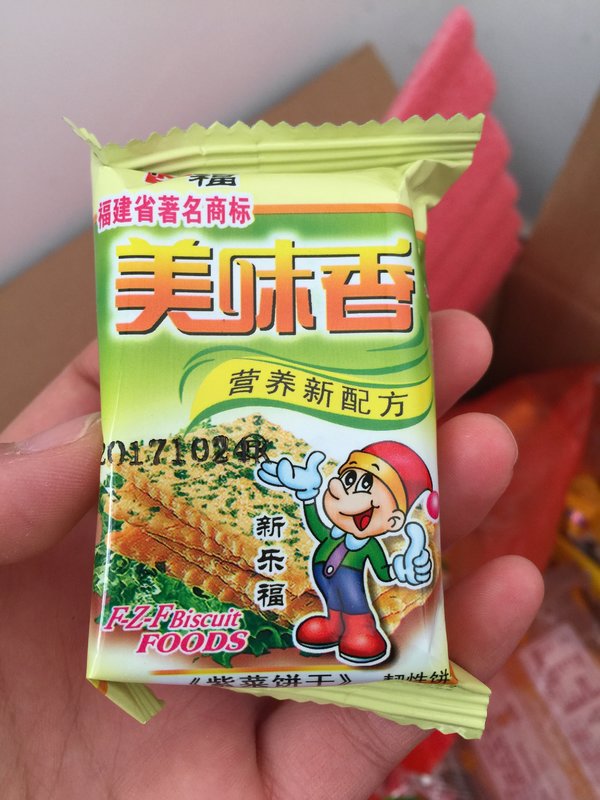 福
福建省著名商标
美味香
营养新配方
20171024K
新乐福
F-Z-F Biscuit
FOODS
《紫菜饼干》 韧性饼